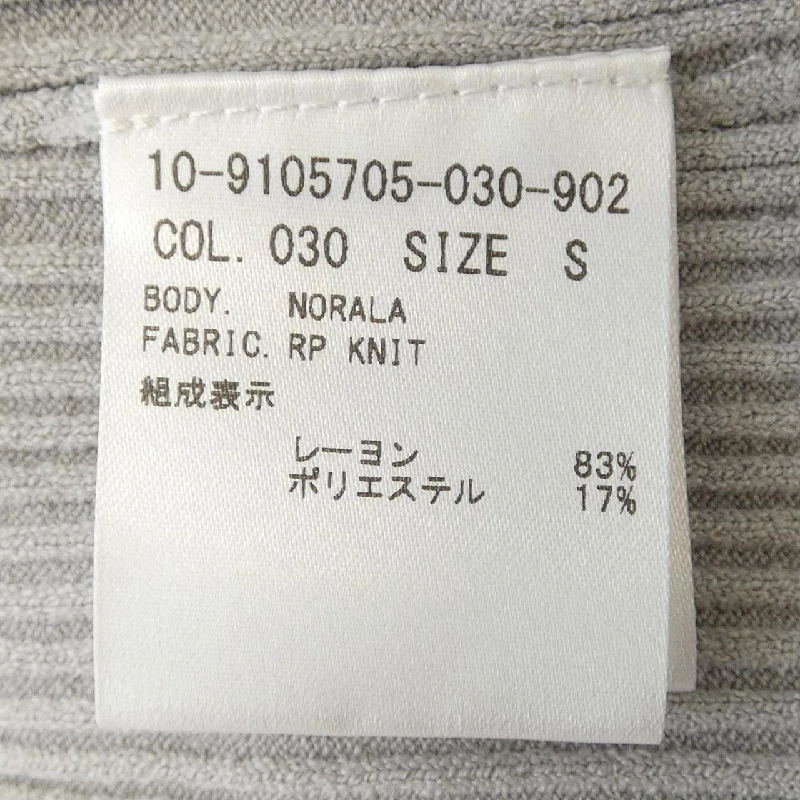 10-9105705-030-902
COL. 030 SIZE S
BODY. NORALA
FABRIC. RP KNIT
組成表示
レーヨン 83%
ポリエステル 17%